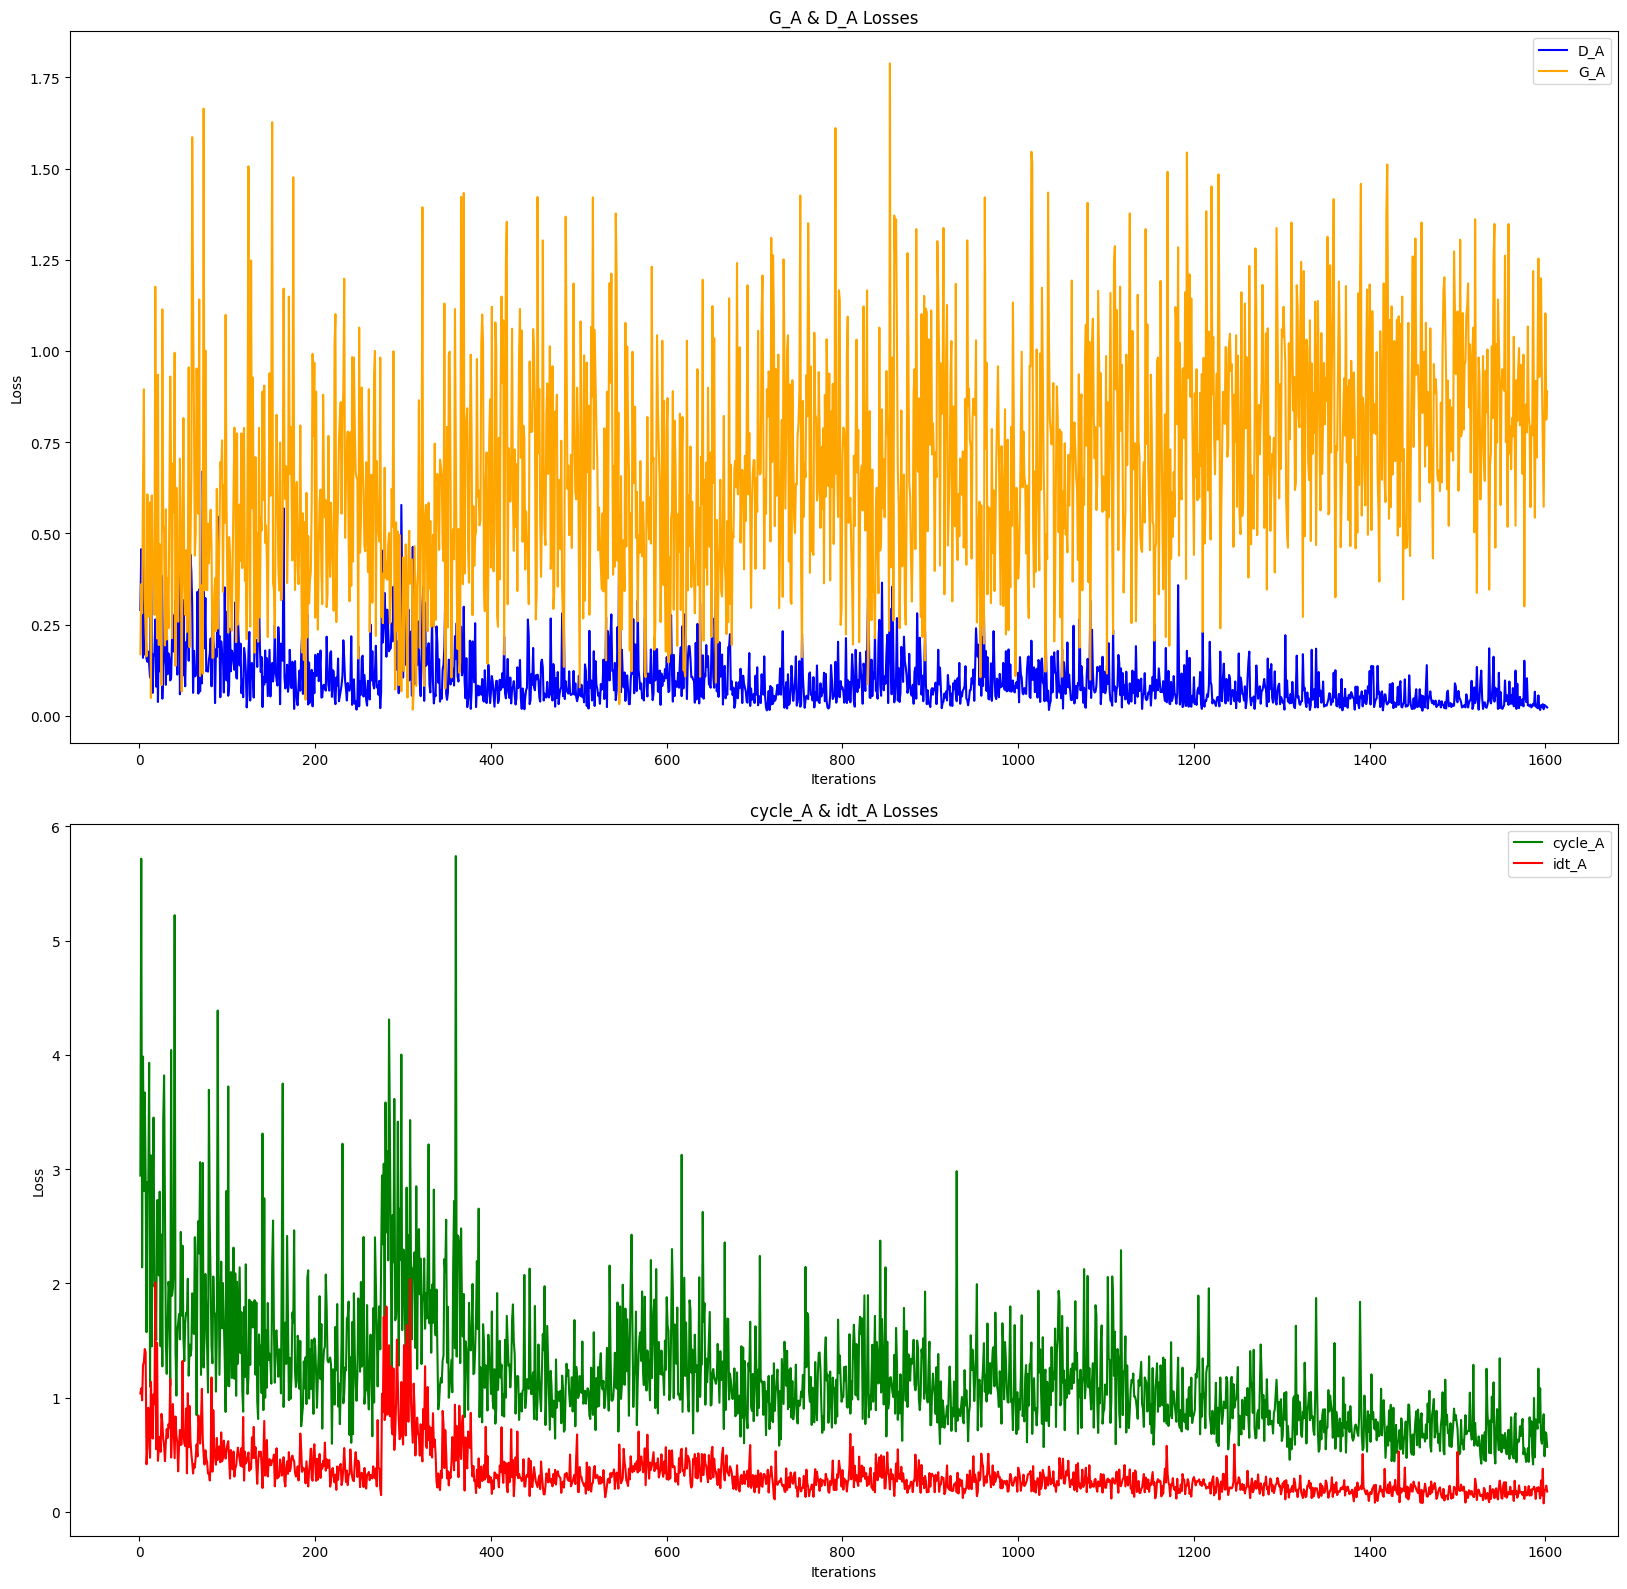 G_A & D_A Losses
D_A
G_A
1.75
1.50
1.25
1.00
0.75
0.50
0.25
0.00
Loss
0 200 400 600 800 1000 1200 1400 1600
Iterations
cycle_A & idt_A Losses
cycle_A
idt_A
6
5
4
3
2
1
0
Loss
0 200 400 600 800 1000 1200 1400 1600
Iterations